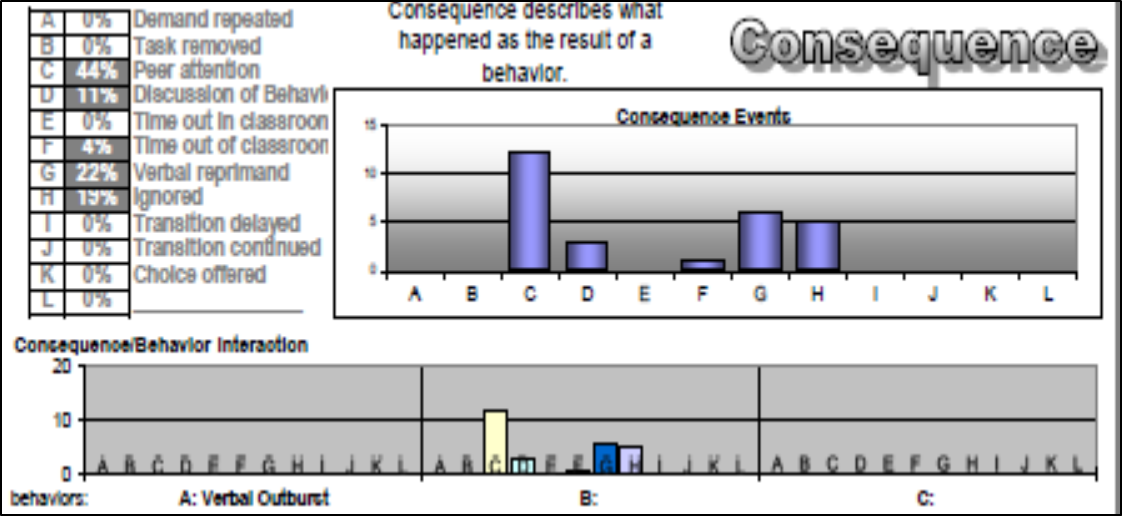 A 0% Demand repeated
B 0% Task removed
C 44% Peer attention
D 11% Discussion of Behavi
E 0% Time out in classroon
F 4% Time out of classroon
G 22% Verbal reprimand
H 19% Ignored
I 0% Transition delayed
J 0% Transition continued
K 0% Choice offered
L 0%
Consequence describes what
happened as the result of a
behavior.
Consequence
Consequence Events
15
10
5
0
A B C D E F G H I J K L
Consequence/Behavior Interaction
20
10
0
A B C D E F G H I J K L A B C D E F G H I J K L A B C D E F G H I J K L
behaviors: A: Verbal Outburst B: C: